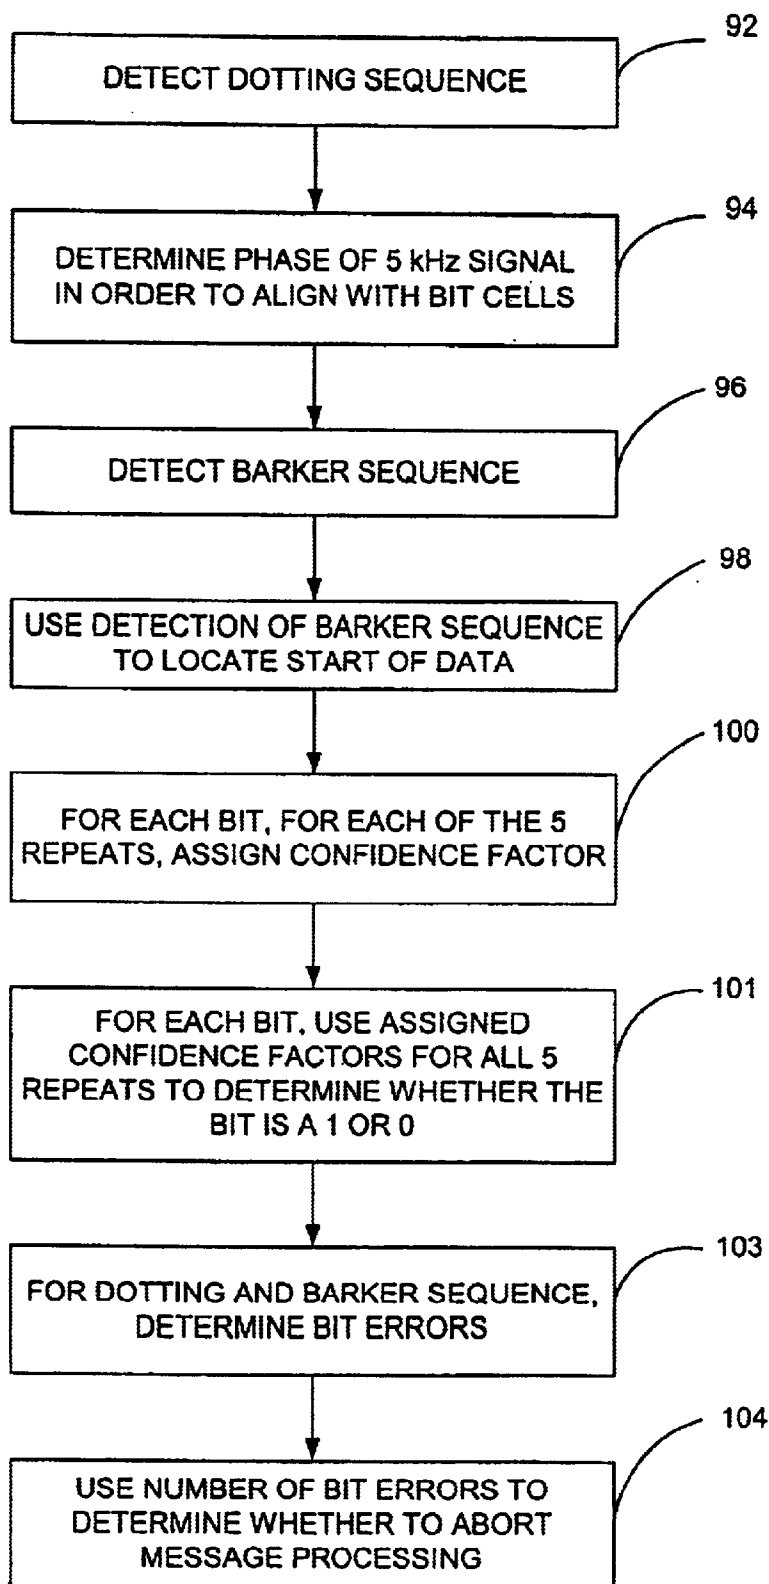 92
DETECT DOTTING SEQUENCE
94
DETERMINE PHASE OF 5 kHz SIGNAL
IN ORDER TO ALIGN WITH BIT CELLS
96
DETECT BARKER SEQUENCE
98
USE DETECTION OF BARKER SEQUENCE
TO LOCATE START OF DATA
100
FOR EACH BIT, FOR EACH OF THE 5
REPEATS, ASSIGN CONFIDENCE FACTOR
101
FOR EACH BIT, USE ASSIGNED
CONFIDENCE FACTORS FOR ALL 5
REPEATS TO DETERMINE WHETHER THE
BIT IS A 1 OR 0
103
FOR DOTTING AND BARKER SEQUENCE,
DETERMINE BIT ERRORS
104
USE NUMBER OF BIT ERRORS TO
DETERMINE WHETHER TO ABORT
MESSAGE PROCESSING